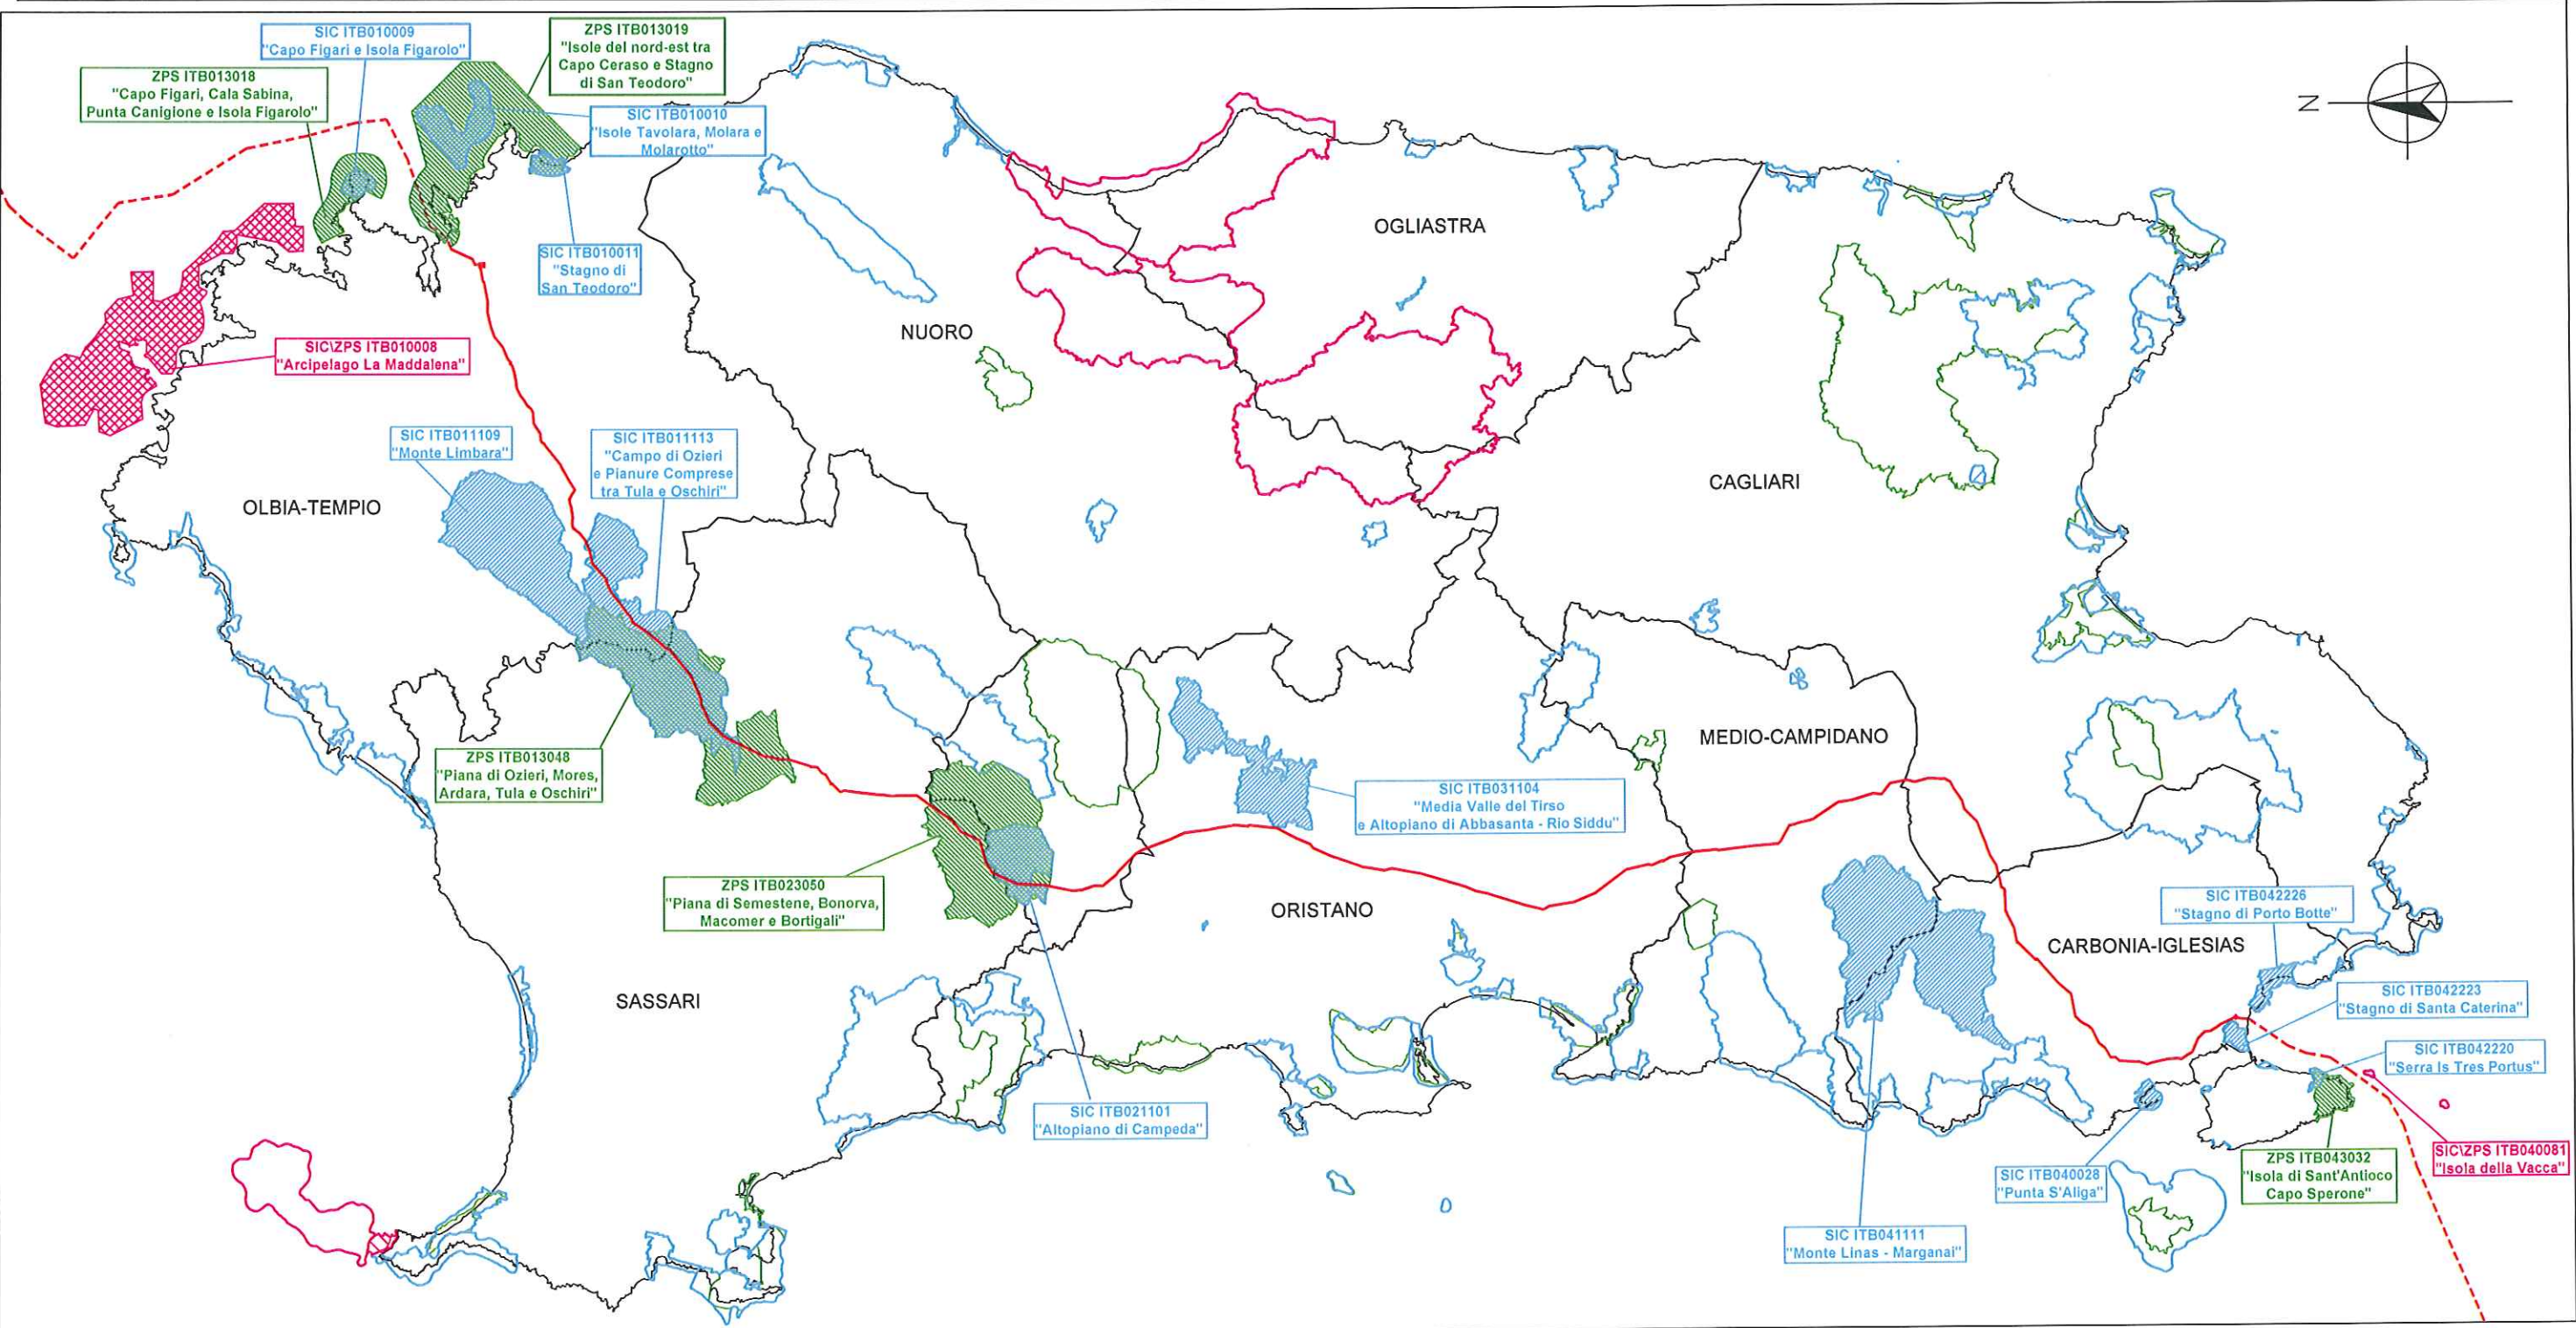 SIC ITB010009
"Capo Figari e Isola Figarolo"
ZPS ITB013019
"Isole del nord-est tra
Capo Ceraso e Stagno
di San Teodoro"
ZPS ITB013018
"Capo Figari, Cala Sabina,
Punta Canigione e Isola Figarolo"
SIC ITB010010
"Isole Tavolara, Molara e
Molarotto"
N
OGLIASTRA
SIC ITB010011
"Stagno di
San Teodoro"
NUORO
SIC\ZPS ITB010008
"Arcipelago La Maddalena"
SIC ITB011109
"Monte Limbara"
SIC ITB011113
"Campo di Ozieri
e Pianure Comprese
tra Tula e Oschiri"
CAGLIARI
OLBIA-TEMPIO
MEDIO-CAMPIDANO
ZPS ITB013048
"Piana di Ozieri, Mores,
Ardara, Tula e Oschiri"
SIC ITB031104
"Media Valle del Tirso
e Altopiano di Abbasanta - Rio Siddu"
ZPS ITB023050
"Piana di Semestene, Bonorva,
Macomer e Bortigali"
ORISTANO
SIC ITB042226
"Stagno di Porto Botte"
CARBONIA-IGLESIAS
SASSARI
SIC ITB042223
"Stagno di Santa Caterina"
SIC ITB042220
"Serra Is Tres Portus"
SIC ITB021101
"Altopiano di Campeda"
SIC\ZPS ITB040081
"Isola della Vacca"
ZPS ITB043032
"Isola di Sant'Antioco
Capo Sperone"
SIC ITB040028
"Punta S'Aliga"
SIC ITB041111
"Monte Linas - Marganai"